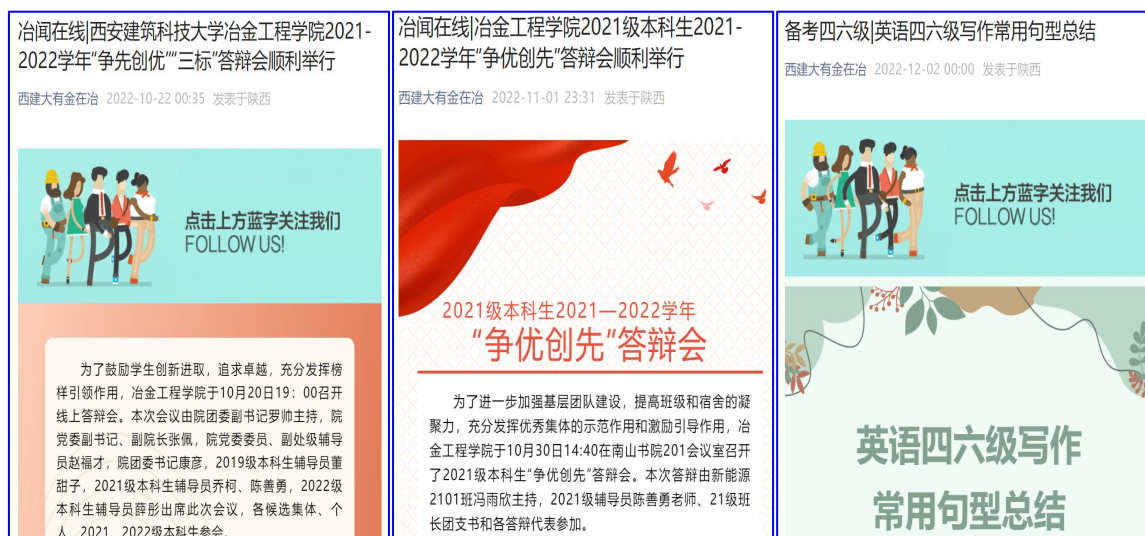 冶闻在线|西安建筑科技大学冶金工程学院2021-
2022学年“争先创优”“三标”答辩会顺利举行
西建大有金在冶 2022-10-22 00:35 发表于陕西
点击上方蓝字关注我们
FOLLOW US!
为了鼓励学生创新进取，追求卓越，充分发挥榜
样引领作用，冶金工程学院于10月20日19：00召开
线上答辩会。本次会议由院团委副书记罗帅主持，院
党委副书记、副院长张佩，院党委委员、副处级辅导
员赵福才，院团委书记康彦，2019级本科生辅导员董
甜子，2021级本科生辅导员乔柯、陈善勇，2022级
本科生辅导员薛彤出席此次会议，各候选集体、个
人，2021、2022级本科生参会。
冶闻在线|冶金工程学院2021级本科生2021-
2022学年“争优创先”答辩会顺利举行
西建大有金在冶 2022-11-01 23:31 发表于陕西
2021级本科生2021—2022学年
“争优创先”答辩会
为了进一步加强基层团队建设，提高班级和宿舍的凝
聚力，充分发挥优秀集体的示范作用和激励引导作用，冶
金工程学院于10月30日14:40在南山书院201会议室召开
了2021级本科生“争优创先”答辩会。本次答辩由新能源
2101班冯雨欣主持，2021级辅导员陈善勇老师、21级班
长团支书和各答辩代表参加。
备考四六级|英语四六级写作常用句型总结
西建大有金在冶 2022-12-02 00:00 发表于陕西
点击上方蓝字关注我们
FOLLOW US!
英语四六级写作
常用句型总结